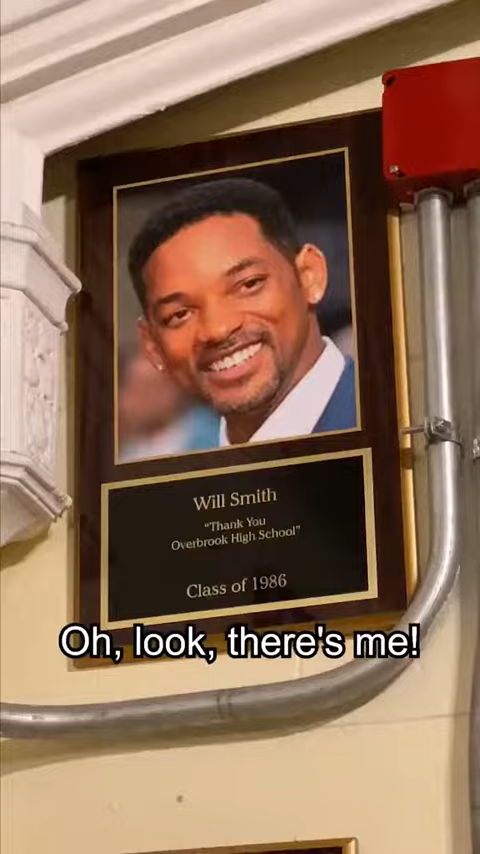 Will Smith
“Thank You
Overbrook High School”
Class of 1986
Oh, look, there's me!